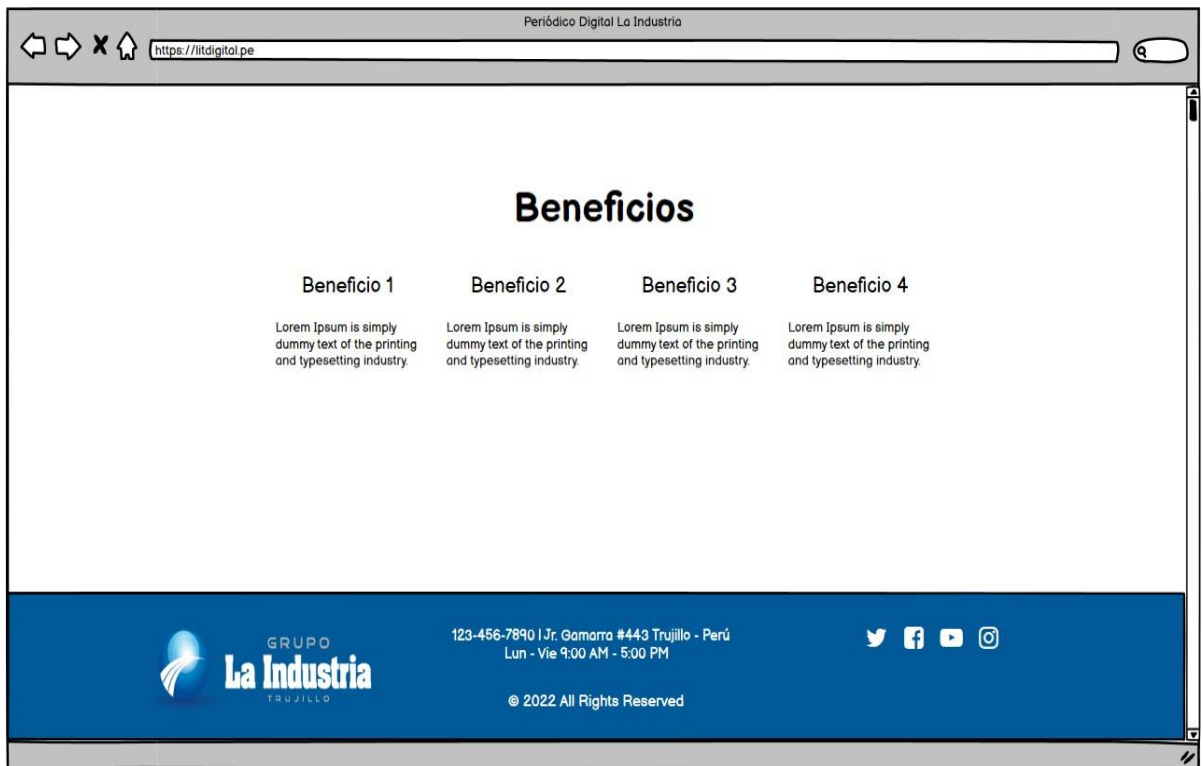 Periódico Digital La Industria
https://litdigital.pe
Beneficios
Beneficio 1
Lorem Ipsum is simply
dummy text of the printing
and typesetting industry.
Beneficio 2
Lorem Ipsum is simply
dummy text of the printing
and typesetting industry.
Beneficio 3
Lorem Ipsum is simply
dummy text of the printing
and typesetting industry.
Beneficio 4
Lorem Ipsum is simply
dummy text of the printing
and typesetting industry.
GRUPO
La Industria
TRUJILLO
123-456-7890 | Jr. Gamarra #443 Trujillo - Perú
Lun - Vie 9:00 AM - 5:00 PM
© 2022 All Rights Reserved